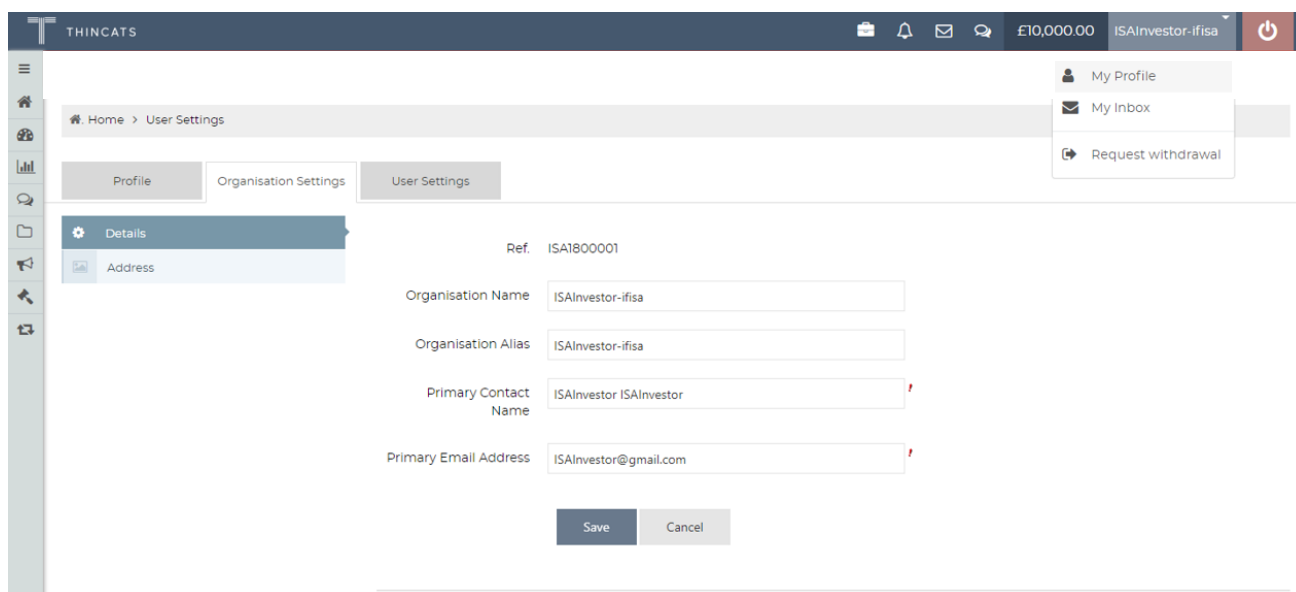 THINCATS
£10,000.00
ISAInvestor-ifisa
My Profile
My Inbox
Request withdrawal
Home > User Settings
Profile
Organisation Settings
User Settings
Details
Address
Ref. ISA1800001
Organisation Name
ISAInvestor-ifisa
Organisation Alias
ISAInvestor-ifisa
Primary Contact
Name
ISAInvestor ISAInvestor
Primary Email Address
ISAInvestor@gmail.com
Save
Cancel